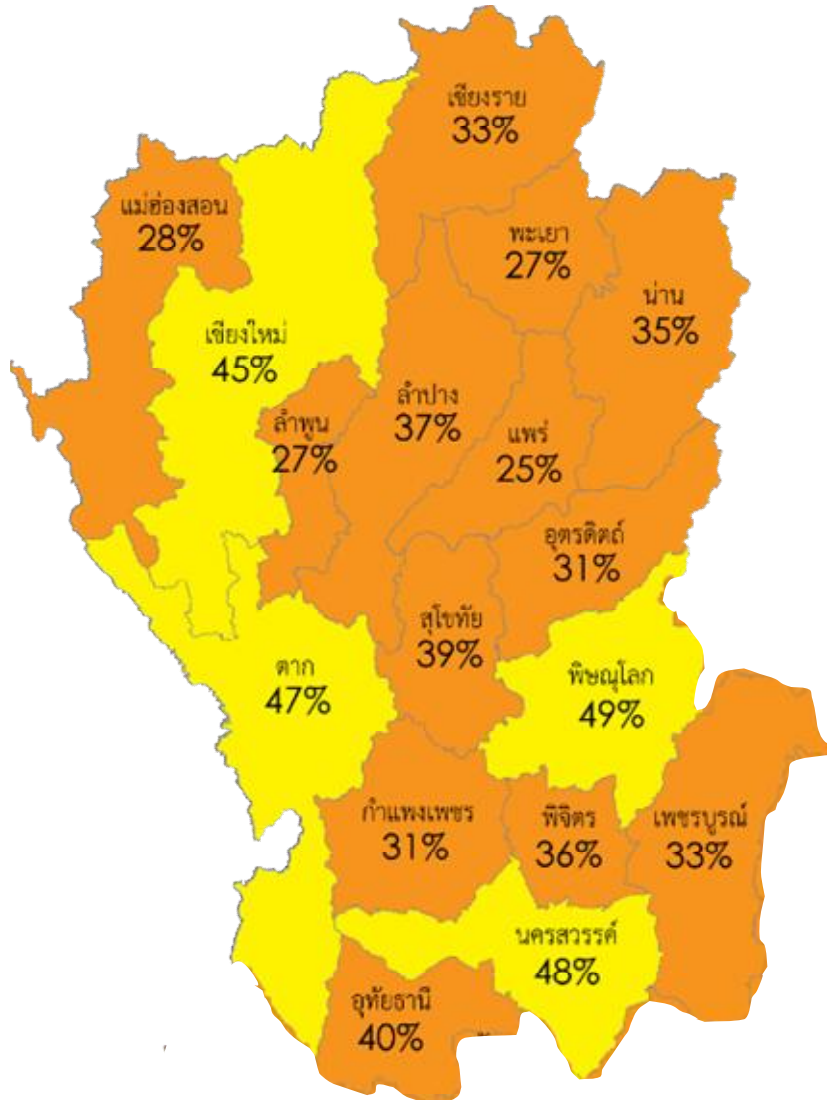 เชียงราย
33%
แม่ฮ่องสอน
28%
พะเยา
27%
น่าน
35%
เชียงใหม่
45%
ลำปาง
37%
ลำพูน
27%
แพร่
25%
อุตรดิตถ์
31%
สุโขทัย
39%
ตาก
47%
พิษณุโลก
49%
กำแพงเพชร
31%
พิจิตร
36%
เพชรบูรณ์
33%
นครสวรรค์
48%
อุทัยธานี
40%